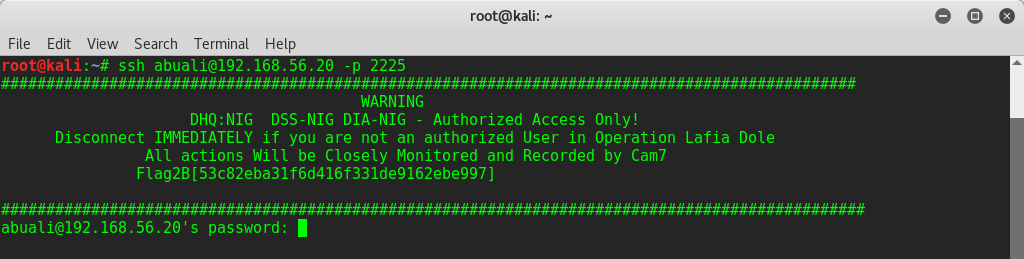 root@kali: ~
File Edit View Search Terminal Help
root@kali:~# ssh abuali@192.168.56.20 -p 2225
###############################################################################################
WARNING
DHQ:NIG  DSS-NIG DIA-NIG - Authorized Access Only!
Disconnect IMMEDIATELY if you are not an authorized User in Operation Lafia Dole
All actions Will be Closely Monitored and Recorded by Cam7
Flag2B[53c82eba31f6d416f331de9162ebe997]
################################################################################################
abuali@192.168.56.20's password: